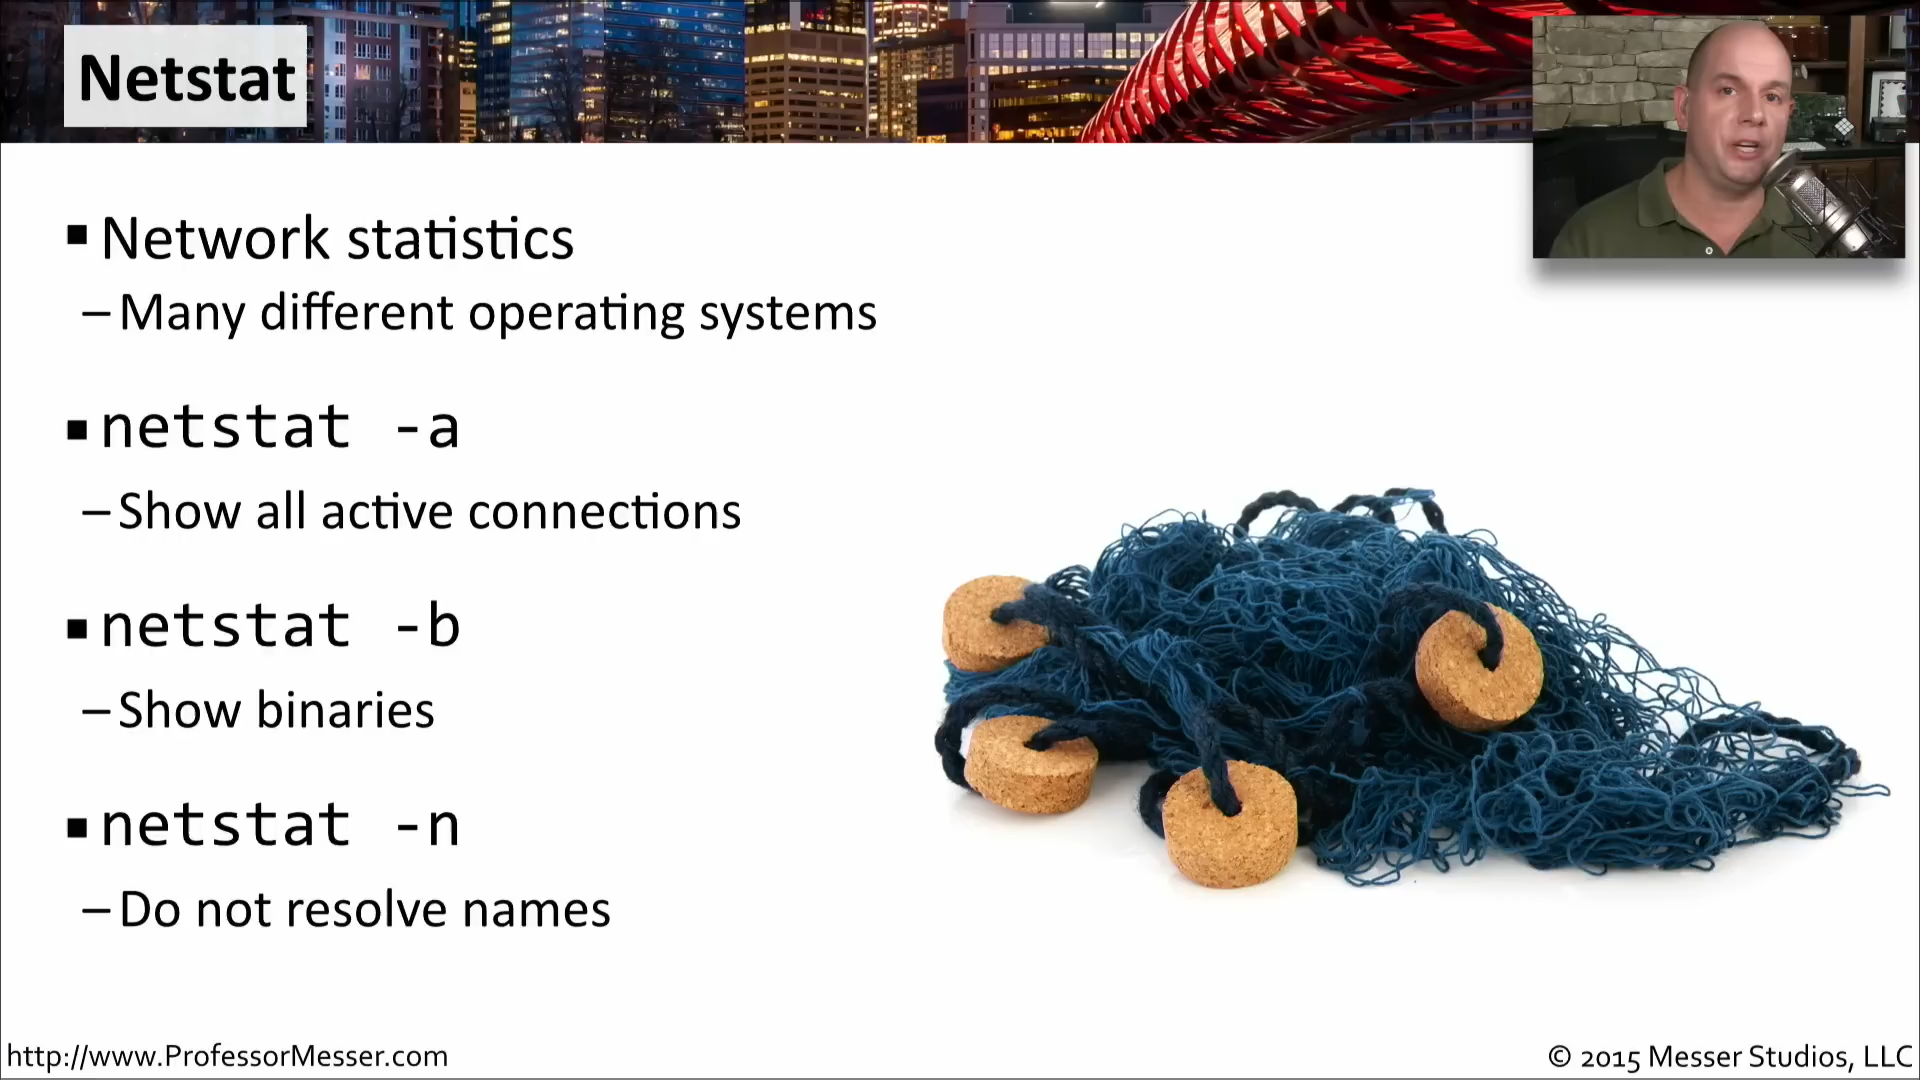 Netstat
▪ Network statistics
– Many different operating systems
▪ netstat -a
– Show all active connections
▪ netstat -b
– Show binaries
▪ netstat -n
– Do not resolve names
http://www.ProfessorMesser.com
© 2015 Messer Studios, LLC